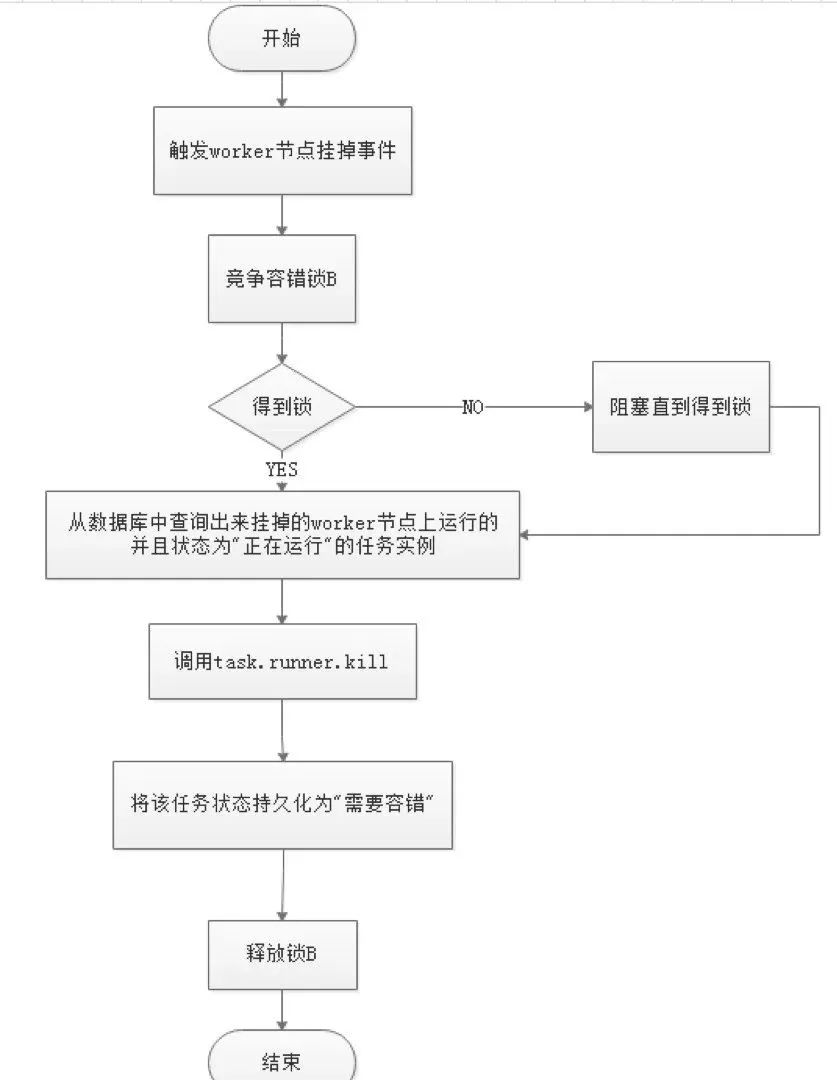 开始
触发worker节点挂掉事件
竞争容错锁B
得到锁
NO
阻塞直到得到锁
YES
从数据库中查询出来挂掉的worker节点上运行的
并且状态为"正在运行"的任务实例
调用task.runner.kill
将该任务状态持久化为"需要容错"
释放锁B
结束